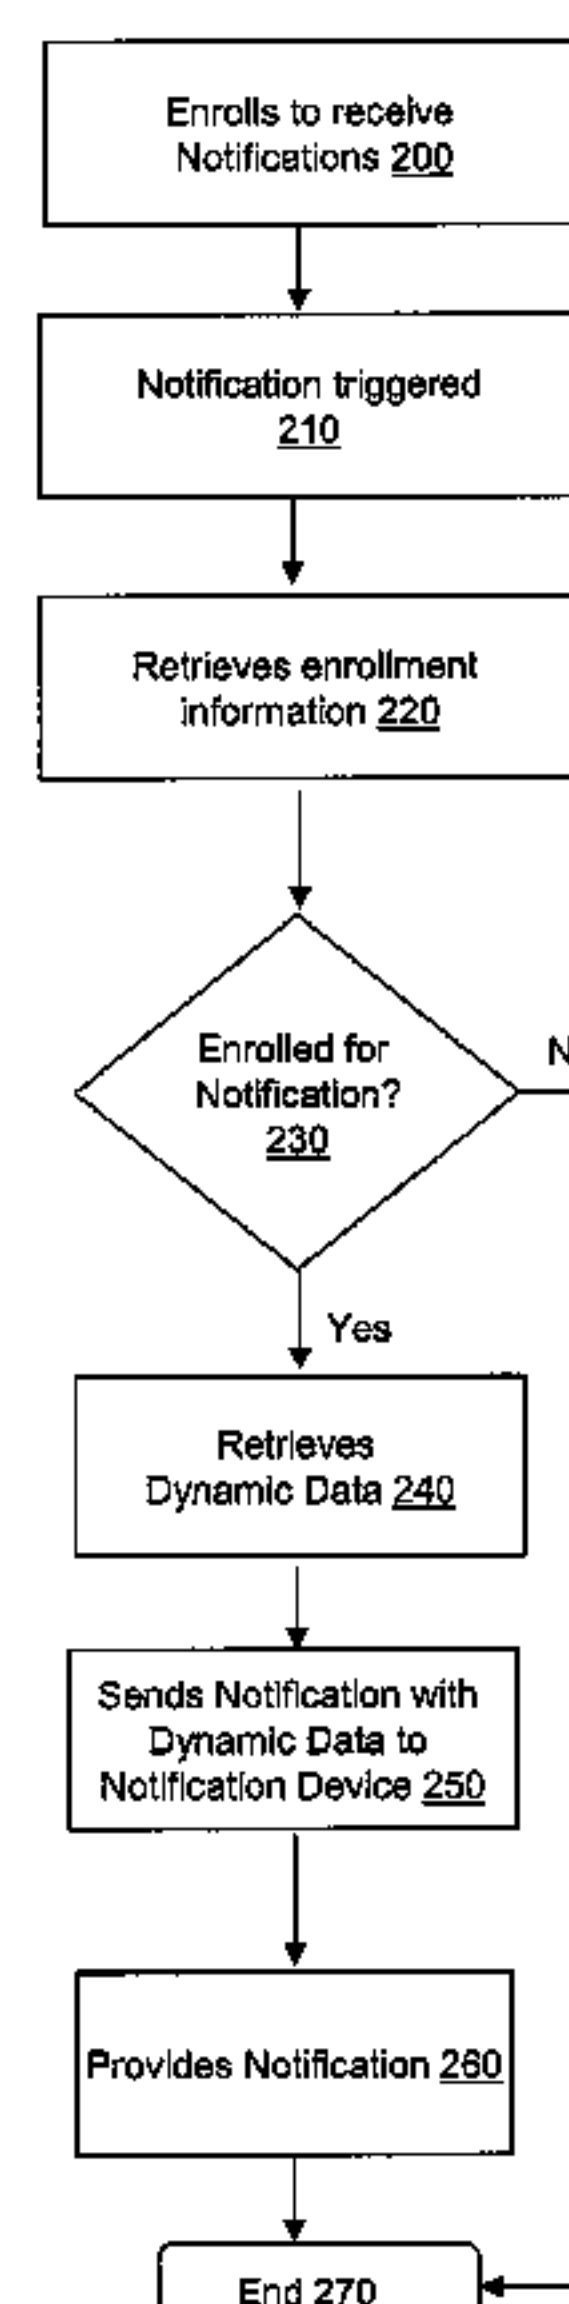 Enrolls to receive
Notifications 200
Notification triggered
210
Retrieves enrollment
information 220
Enrolled for
Notification?
230
N
Yes
Retrieves
Dynamic Data 240
Sends Notification with
Dynamic Data to
Notification Device 250
Provides Notification 260
End 270